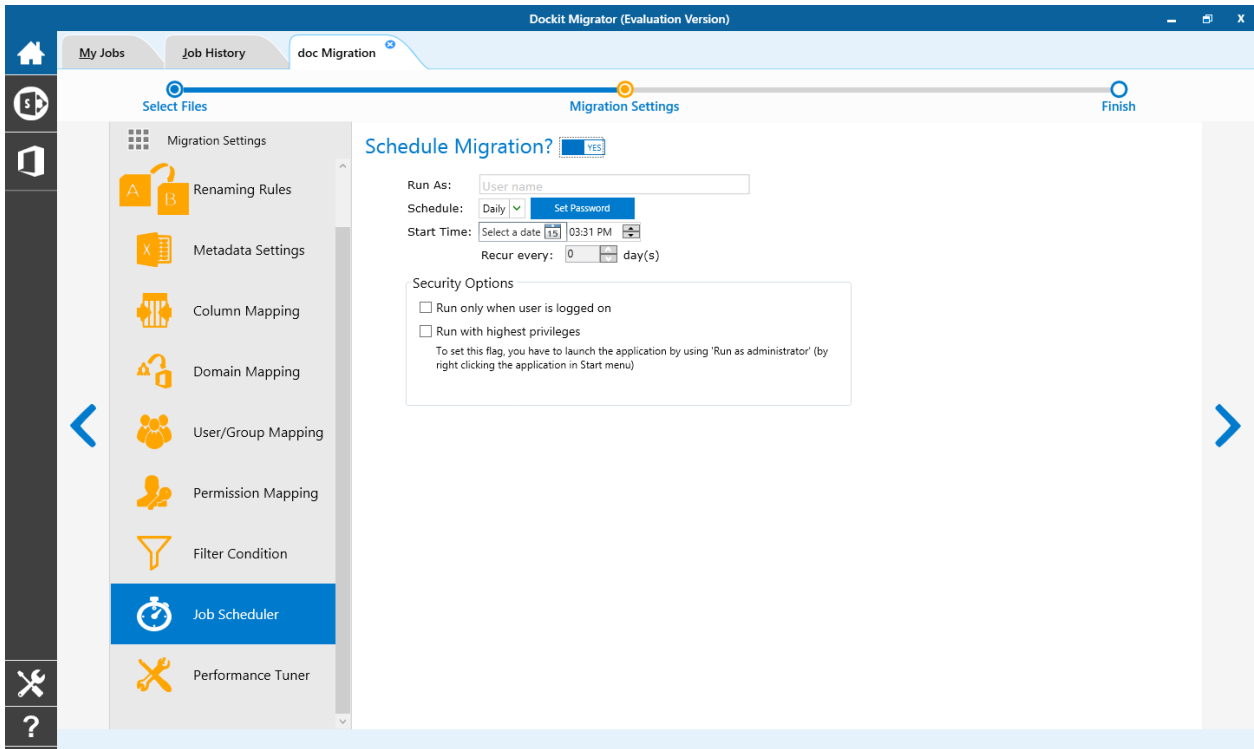 Dockit Migrator (Evaluation Version)
My Jobs
Job History
doc Migration
Select Files
Migration Settings
Finish
Migration Settings
A
B
Renaming Rules
X
Metadata Settings
Column Mapping
Domain Mapping
User/Group Mapping
Permission Mapping
Filter Condition
Job Scheduler
Performance Tuner
Schedule Migration? YES
Run As: User name
Schedule: Daily Set Password
Start Time: Select a date 15 03:31 PM
Recur every: 0 day(s)
Security Options
Run only when user is logged on
Run with highest privileges
To set this flag, you have to launch the application by using 'Run as administrator' (by
right clicking the application in Start menu)
S
?